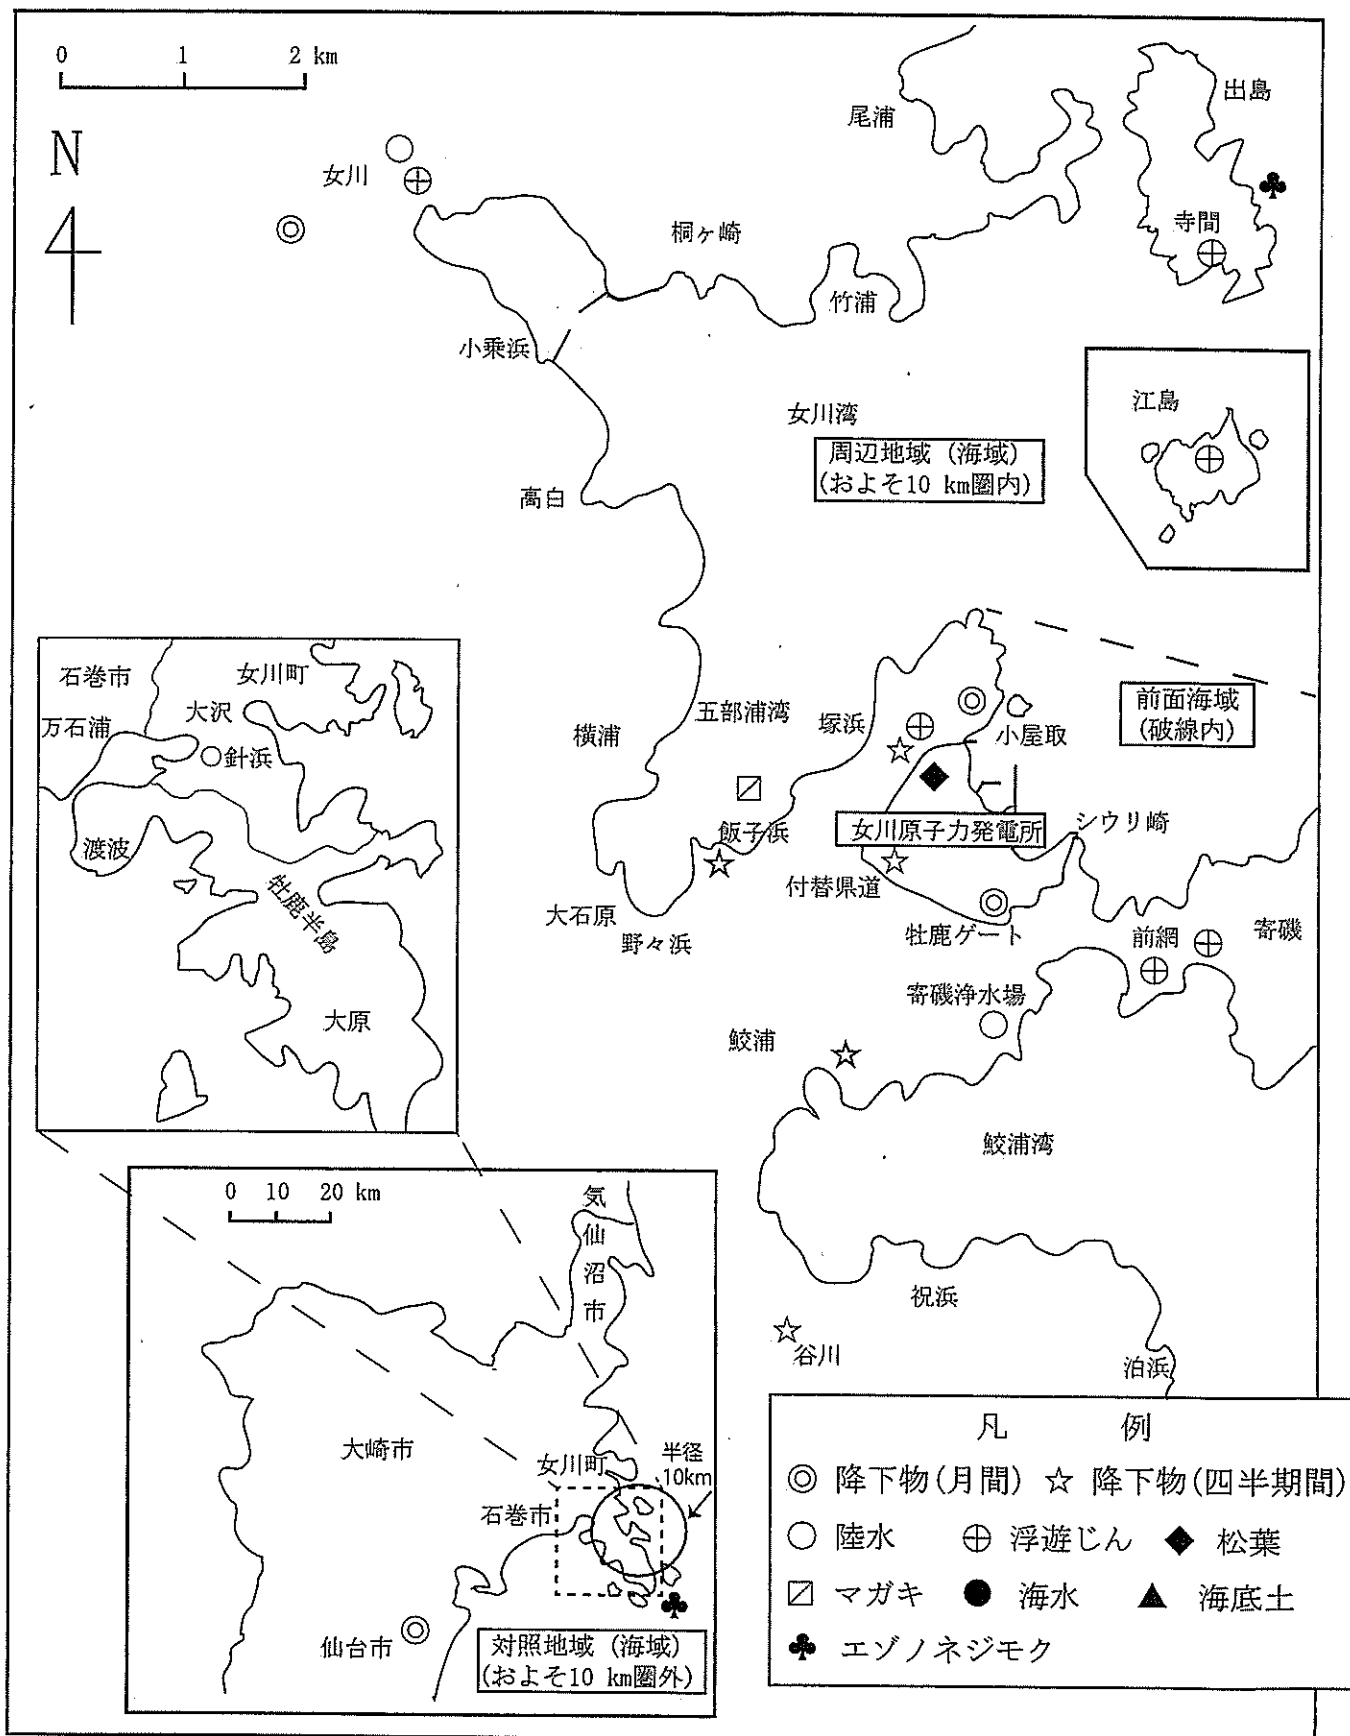 0 1 2 km
N
女川
尾浦
出島
桐ヶ崎
寺間
竹浦
小乗浜
女川湾
江島
周辺地域（海域）
(およそ10 km圏内)
高白
石巻市
女川町
万石浦
大沢
針浜
渡波
牡鹿半島
大原
五部浦湾
塚浜
前面海域
(破線内)
横浦
小屋取
飯子浜
女川原子力発電所
シウリ崎
大石原
付替県道
野々浜
牡鹿ゲート
前網
寄磯
寄磯浄水場
鮫浦
鮫浦湾
祝浜
谷川
泊浜
0 10 20 km
気仙沼市
大崎市
女川町
半径
10km
石巻市
仙台市
対照地域（海域）
(およそ10 km圏外)
凡 例
降下物(月間) 降下物(四半期間)
陸水 浮遊じん 松葉
マガキ 海水 海底土
エゾノネジモク